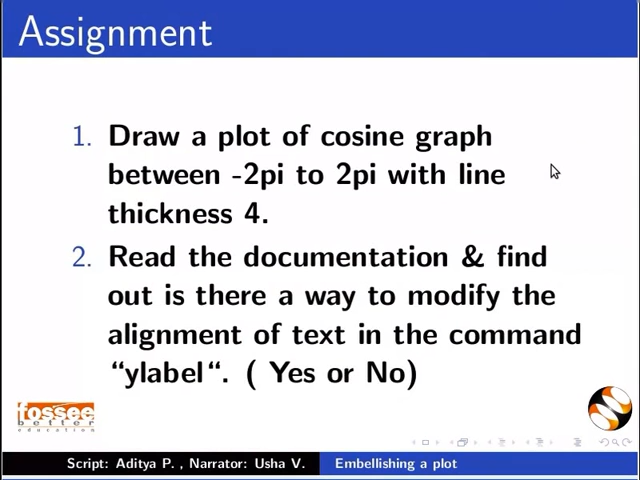 Assignment
1. Draw a plot of cosine graph
between -2pi to 2pi with line
thickness 4.
2. Read the documentation & find
out is there a way to modify the
alignment of text in the command
“ylabel“. ( Yes or No)
fossee
better
education
Script: Aditya P. , Narrator: Usha V. Embellishing a plot